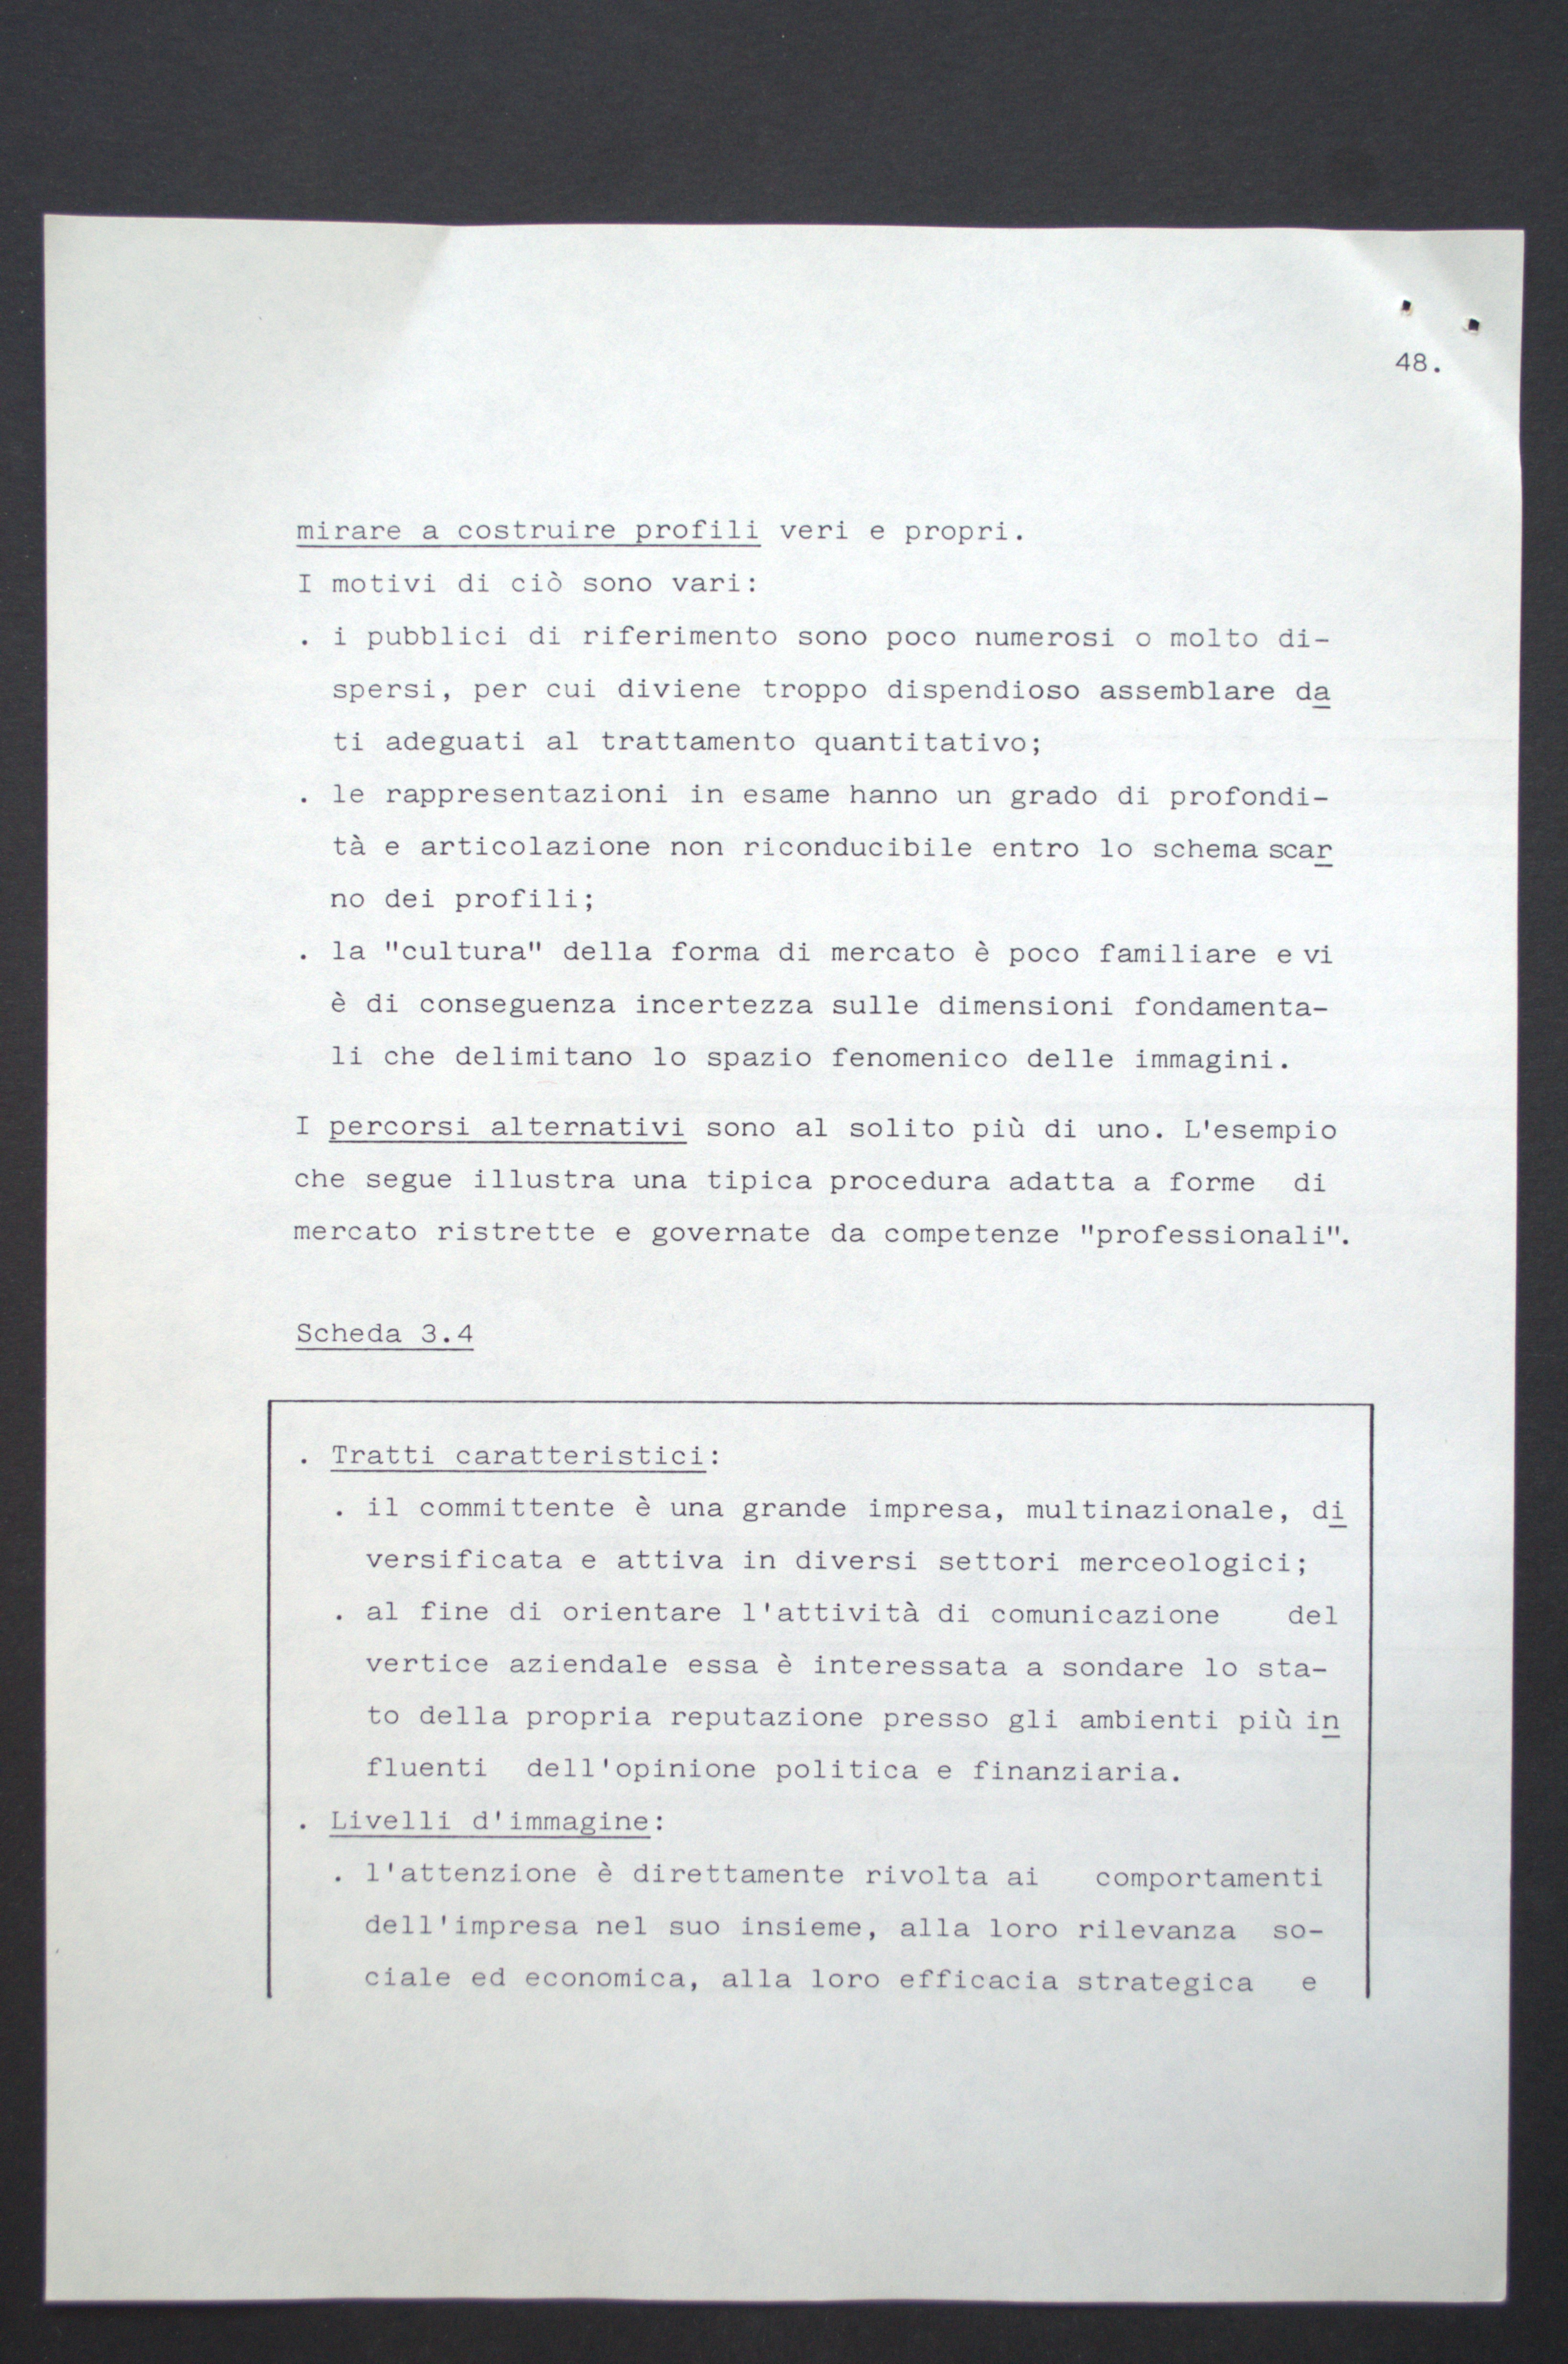 48.
mirare a costruire profili veri e propri.
I motivi di ciò sono vari:
. i pubblici di riferimento sono poco numerosi o molto di-
spersi, per cui diviene troppo dispendioso assemblare da
ti adeguati al trattamento quantitativo;
. le rappresentazioni in esame hanno un grado di profondi-
tà e articolazione non riconducibile entro lo schema scar
no dei profili;
. la "cultura" della forma di mercato è poco familiare e vi
è di conseguenza incertezza sulle dimensioni fondamenta-
li che delimitano lo spazio fenomenico delle immagini.
I percorsi alternativi sono al solito più di uno. L'esempio
che segue illustra una tipica procedura adatta a forme di
mercato ristrette e governate da competenze "professionali".
Scheda 3.4
. Tratti caratteristici:
. il committente è una grande impresa, multinazionale, di
versificata e attiva in diversi settori merceologici;
. al fine di orientare l'attività di comunicazione del
vertice aziendale essa è interessata a sondare lo sta-
to della propria reputazione presso gli ambienti più in
fluenti dell'opinione politica e finanziaria.
. Livelli d'immagine:
. l'attenzione è direttamente rivolta ai comportamenti
dell'impresa nel suo insieme, alla loro rilevanza so-
ciale ed economica, alla loro efficacia strategica e